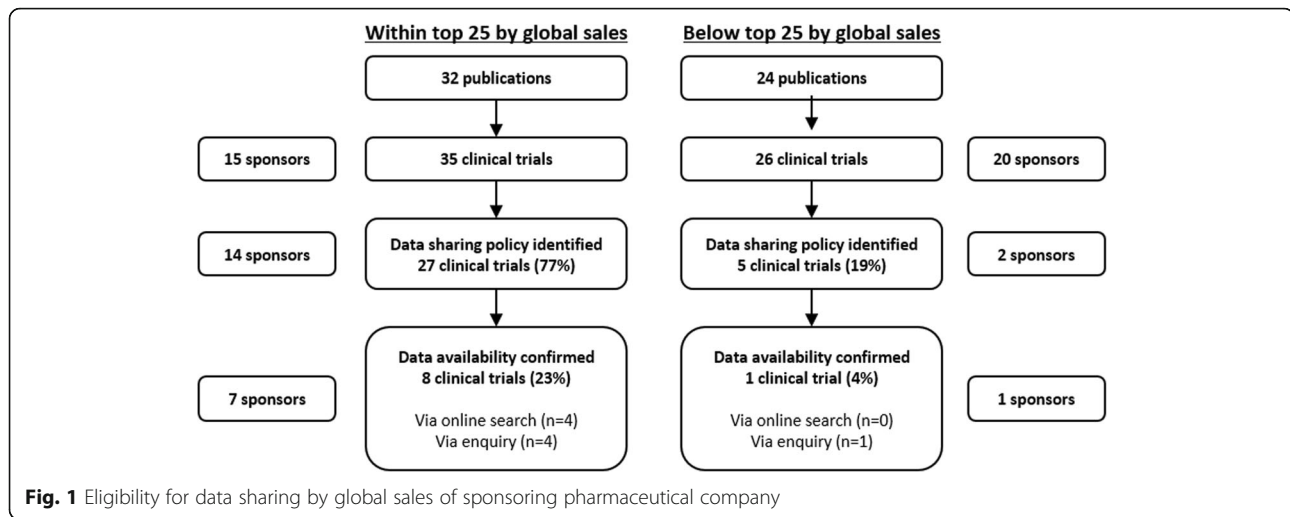 Within top 25 by global sales
Below top 25 by global sales
32 publications
24 publications
15 sponsors
35 clinical trials
26 clinical trials
20 sponsors
14 sponsors
Data sharing policy identified
27 clinical trials (77%)
Data sharing policy identified
5 clinical trials (19%)
2 sponsors
7 sponsors
Data availability confirmed
8 clinical trials (23%)
Via online search (n=4)
Via enquiry (n=4)
Data availability confirmed
1 clinical trial (4%)
Via online search (n=0)
Via enquiry (n=1)
1 sponsors
Fig. 1 Eligibility for data sharing by global sales of sponsoring pharmaceutical company